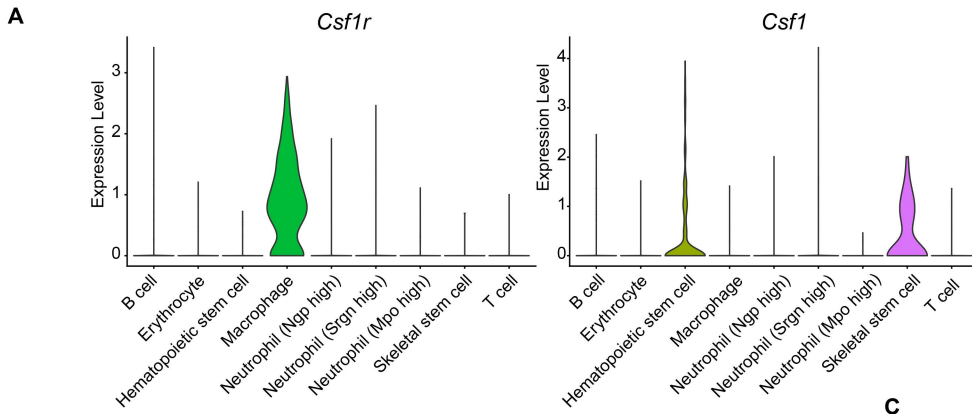 A
Csf1r
Expression Level
3
2
1
0
B cell
Erythrocyte
Hematopoietic stem cell
Macrophage
Neutrophil (Ngp high)
Neutrophil (Srgn high)
Neutrophil (Mpo high)
Skeletal stem cell
T cell
Csf1
Expression Level
4
3
2
1
0
B cell
Erythrocyte
Hematopoietic stem cell
Macrophage
Neutrophil (Ngp high)
Neutrophil (Srgn high)
Neutrophil (Mpo high)
Skeletal stem cell
T cell
C